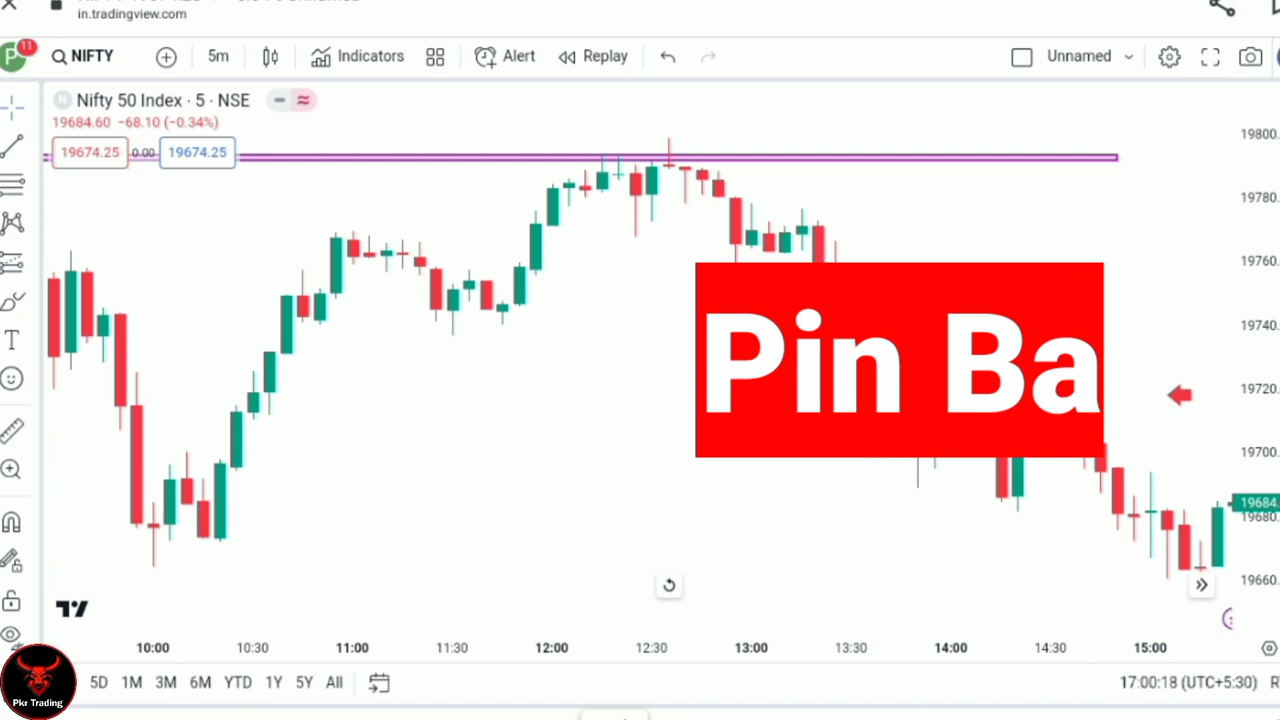 in.tradingview.com
P
11
NIFTY
5m
Indicators
Alert
Replay
Unnamed
N
Nifty 50 Index · 5 · NSE
19684.60 −68.10 (−0.34%)
19674.25
0.00
19674.25
19800.
19780.
19760.
19740.
19720.
19700.
19684.
19680.
19660.
Pin Ba
T
10:00
10:30
11:00
11:30
12:00
12:30
13:00
13:30
14:00
14:30
15:00
5D
1M
3M
6M
YTD
1Y
5Y
All
17:00:18 (UTC+5:30)
Pkr Trading